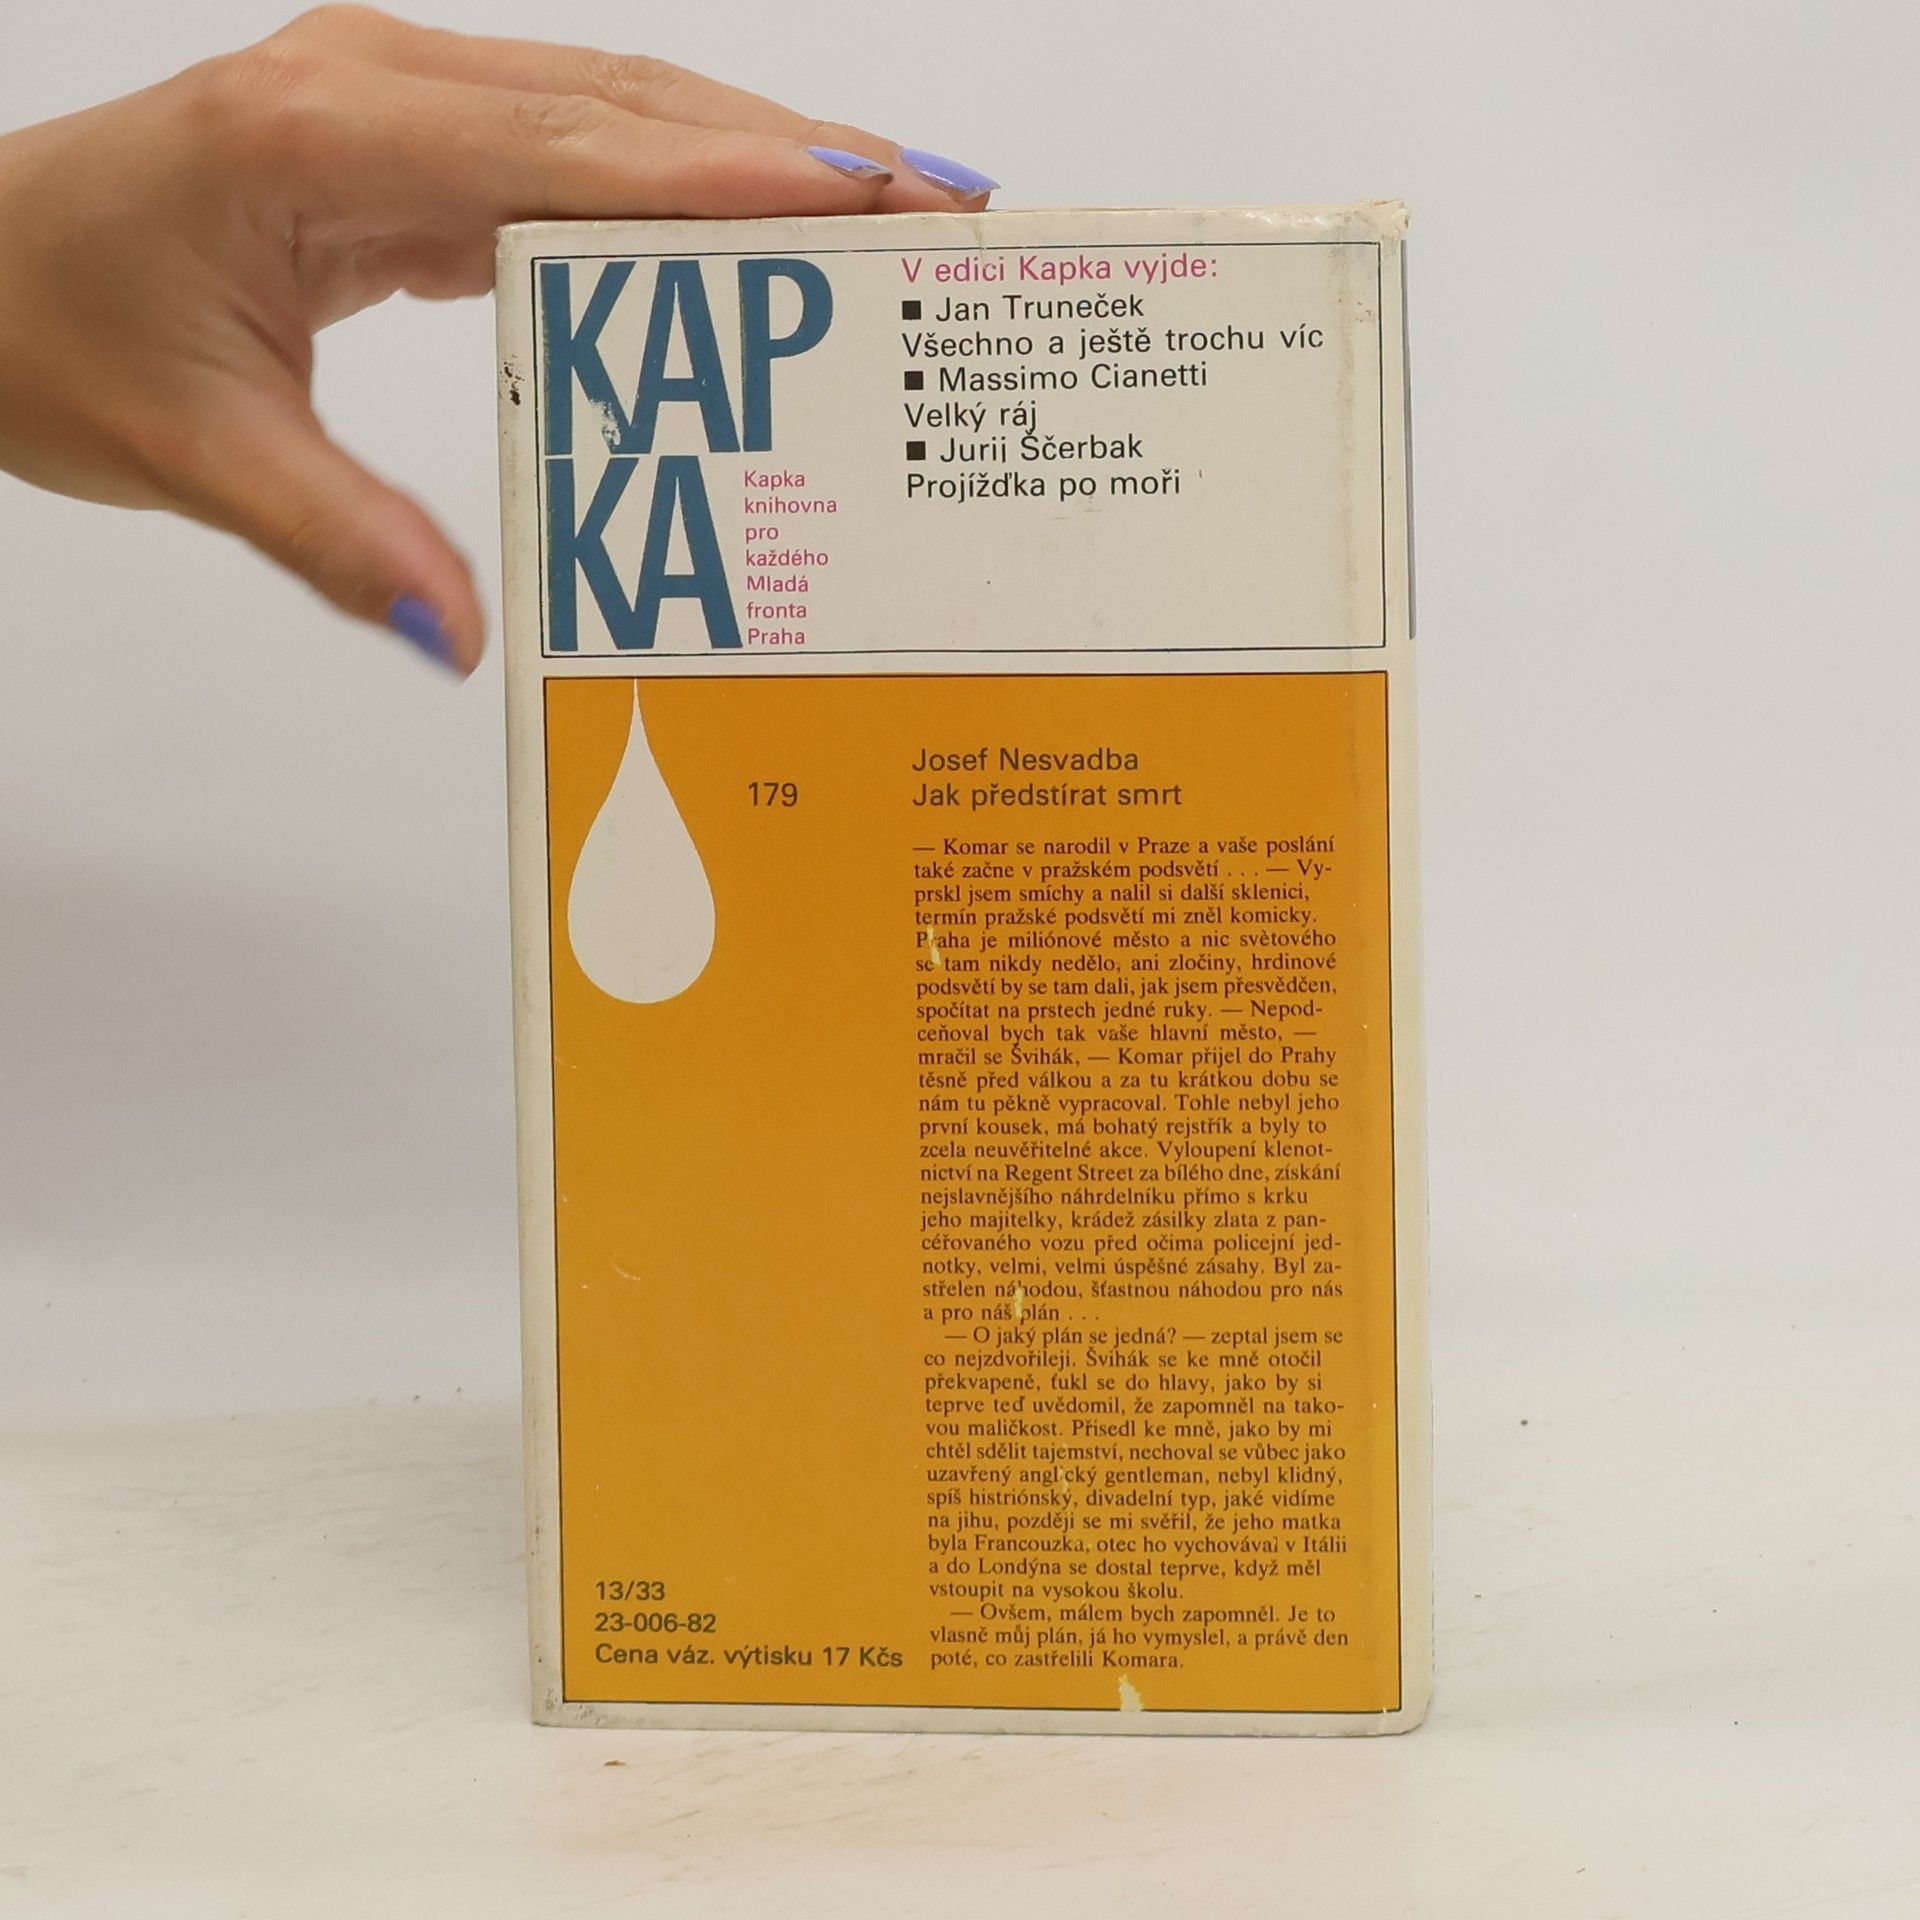 KAP
KA
Kapka
knihovna
pro
každého
Mladá
fronta
Praha
V edici Kapka vyjde:
■ Jan Truneček
Všechno a ještě trochu víc
■ Massimo Cianetti
Velký ráj
■ Jurij Ščerbak
Projížďka po moři
179
Josef Nesvadba
Jak předstírat smrt
— Komar se narodil v Praze a vaše poslání
také začne v pražském podsvětí . . . — Vy-
prskl jsem smíchy a nalil si další sklenici,
termín pražské podsvětí mi zněl komicky.
Praha je miliónové město a nic světového
se tam nikdy nedělo, ani zločiny, hrdinové
podsvětí by se tam dali, jak jsem přesvědčen,
spočítat na prstech jedné ruky. — Nepod-
ceňoval bych tak vaše hlavní město, —
mračil se Švihák, — Komar přijel do Prahy
těsně před válkou a za tu krátkou dobu se
nám tu pěkně vypracoval. Tohle nebyl jeho
první kousek, má bohatý rejstřík a byly to
zcela neuvěřitelné akce. Vyloupení klenot-
nictví na Regent Street za bílého dne, získání
nejslavnějšího náhrdelníku přímo s krku
jeho majitelky, krádež zásilky zlata z pan-
céřovaného vozu před očima policejní jed-
notky, velmi, velmi úspěšné zásahy. Byl za-
střelen náhodou, šťastnou náhodou pro nás
a pro náš plán . . .
— O jaký plán se jedná? — zeptal jsem se
co nejzdvořileji. Švihák se ke mně otočil
překvapeně, ťukl se do hlavy, jako by si
teprve teď uvědomil, že zapomněl na tako-
vou maličkost. Přisedl ke mně, jako by mi
chtěl sdělit tajemství, nechoval se vůbec jako
uzavřený anglický gentleman, nebyl klidný,
spíš histriónský, divadelní typ, jaké vidíme
na jihu, později se mi svěřil, že jeho matka
byla Francouzka, otec ho vychovával v Itálii
a do Londýna se dostal teprve, když měl
vstoupit na vysokou školu.
— Ovšem, málem bych zapomněl. Je to
vlasně můj plán, já ho vymyslel, a právě den
poté, co zastřelili Komara.
13/33
23-006-82
Cena váz. výtisku 17 Kčs